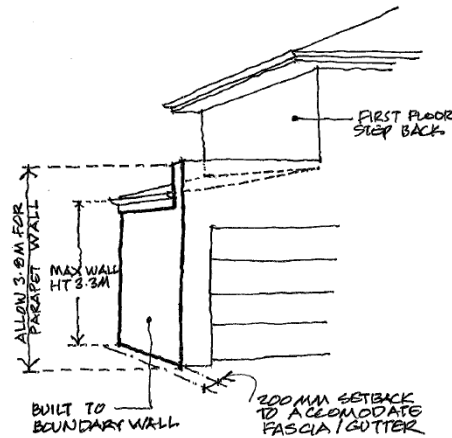 FIRST FLOOR
STEP BACK
ALLOW 3.8M FOR
PARAPET WALL
MAX WALL
HT 3.3M
BUILT TO
BOUNDARY WALL
200MM SETBACK
TO ACCOMODATE
FASCIA / GUTTER